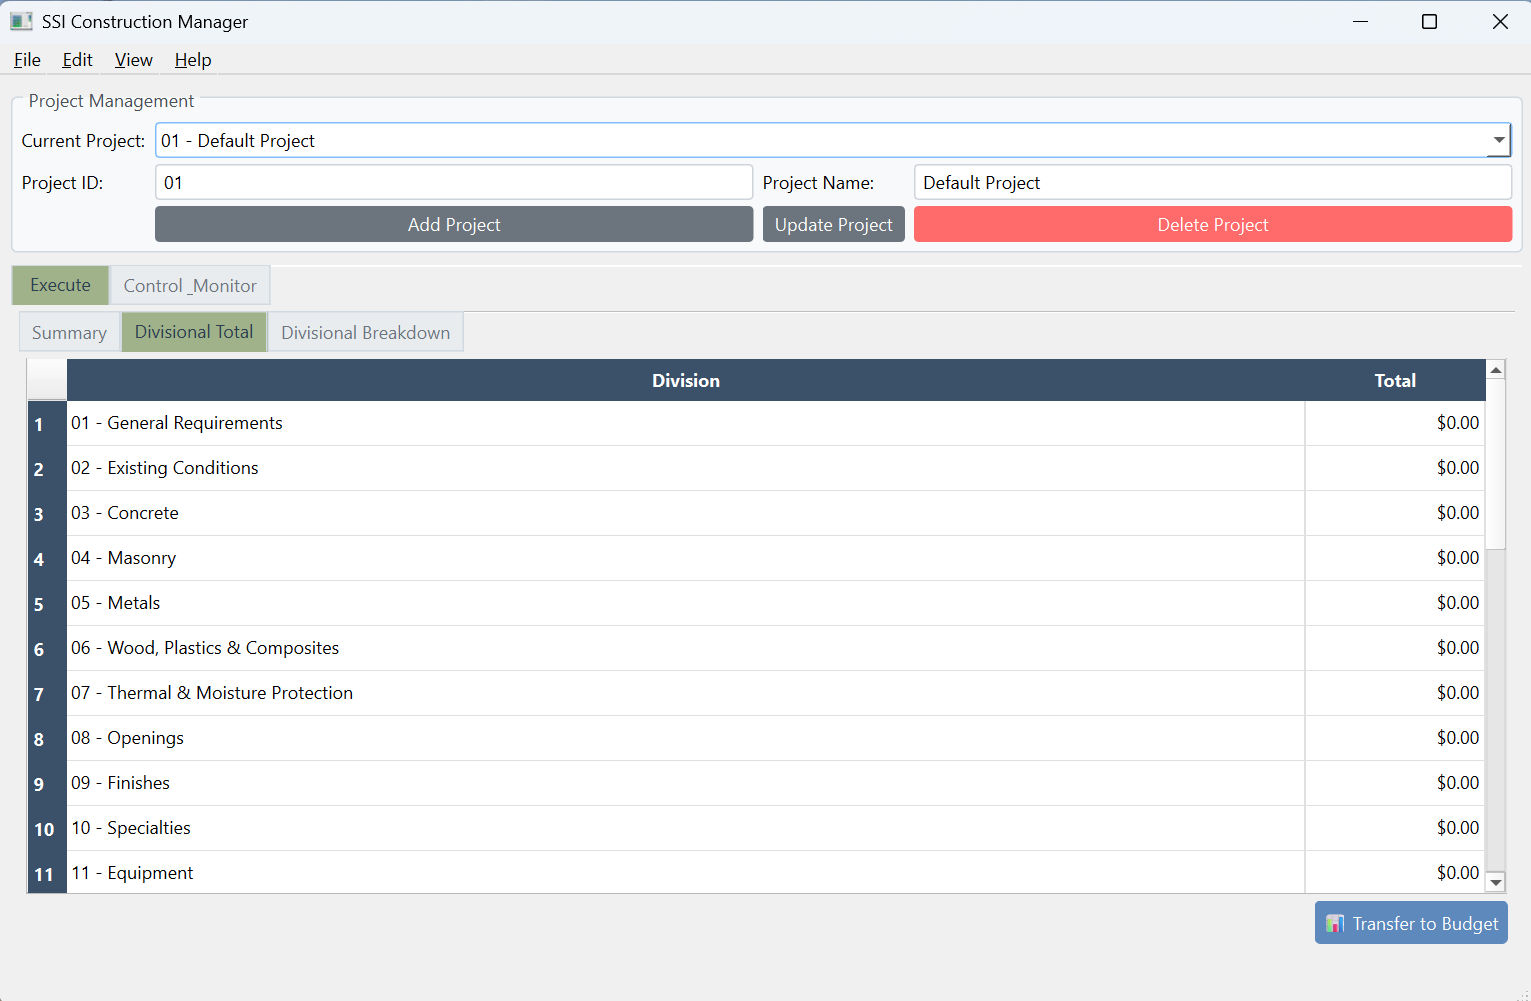 SSI Construction Manager
File Edit View Help
Project Management
Current Project: 01 - Default Project
Project ID: 01 Project Name: Default Project
Add Project Update Project Delete Project
Execute Control _Monitor
Summary Divisional Total Divisional Breakdown
Division Total
1 01 - General Requirements $0.00
2 02 - Existing Conditions $0.00
3 03 - Concrete $0.00
4 04 - Masonry $0.00
5 05 - Metals $0.00
6 06 - Wood, Plastics & Composites $0.00
7 07 - Thermal & Moisture Protection $0.00
8 08 - Openings $0.00
9 09 - Finishes $0.00
10 10 - Specialties $0.00
11 11 - Equipment $0.00
Transfer to Budget